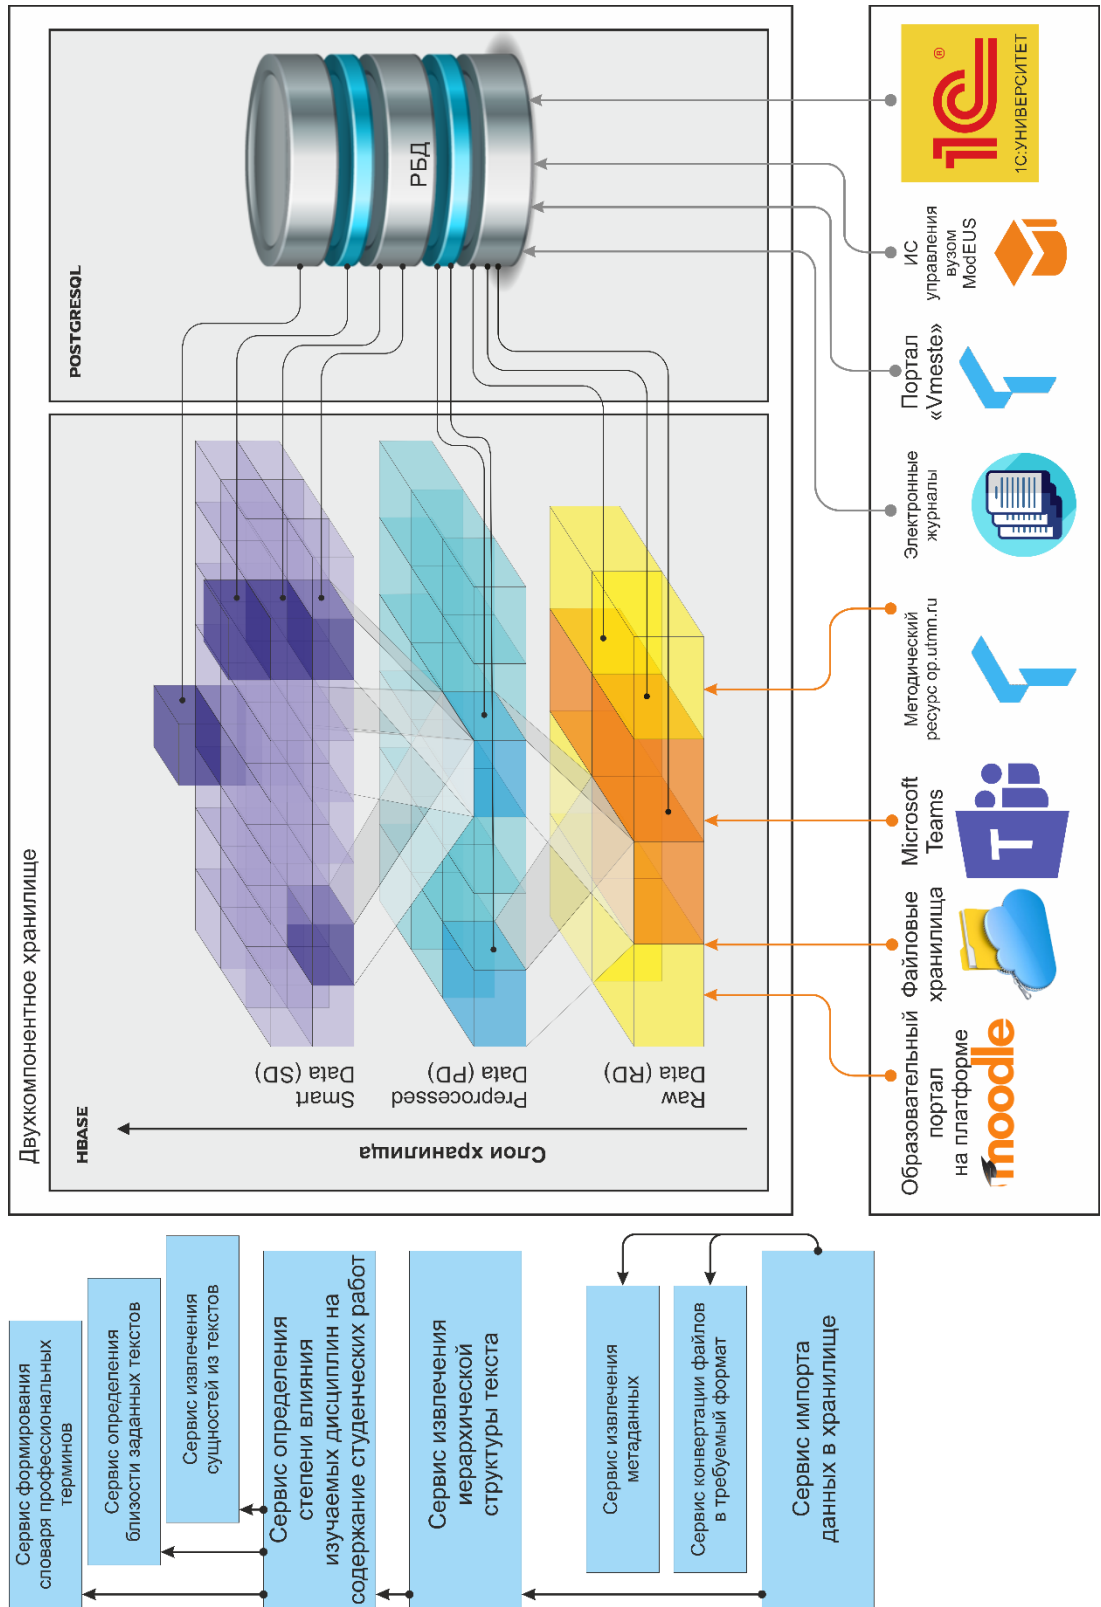 Сервис формирования
словаря профессиональных
терминов
Сервис определения
близости заданных текстов
Сервис извлечения
сущностей из текстов
Сервис определения
степени влияния
изучаемых дисциплин на
содержание студенческих работ
Сервис извлечения
иерархической
структуры текста
Сервис извлечения
метаданных
Сервис конвертации файлов
в требуемый формат
Сервис импорта
данных в хранилище
Двухкомпонентное хранилище
HBASE
Слои хранилища
Smart
Data (SD)
Preprocessed
Data (PD)
Raw
Data (RD)
POSTGRESQL
РБД
Образовательный
портал
на платформе
moodle
Файловые
хранилища
Microsoft
Teams
T
Методический
ресурс op.utmn.ru
Электронные
журналы
Портал
«Vmeste»
ИС
управления
вузом
ModEUS
1С®
1С:УНИВЕРСИТЕТ